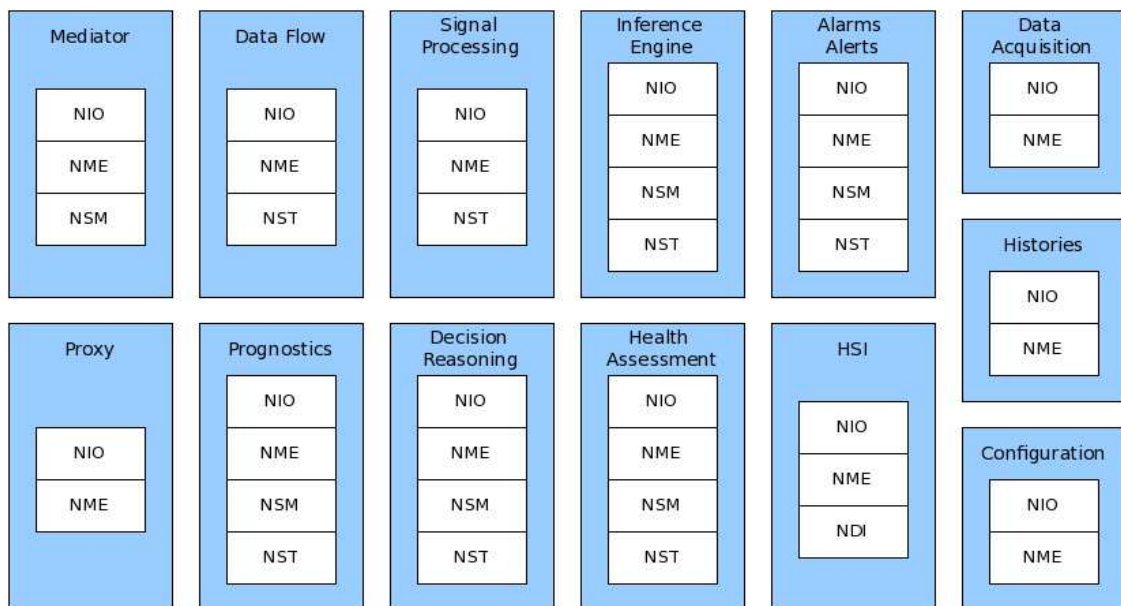 Mediator
NIO
NME
NSM
Data Flow
NIO
NME
NST
Signal
Processing
NIO
NME
NST
Inference
Engine
NIO
NME
NSM
NST
Alarms
Alerts
NIO
NME
NSM
NST
Data
Acquisition
NIO
NME
Histories
NIO
NME
Configuration
NIO
NME
Proxy
NIO
NME
Prognostics
NIO
NME
NSM
NST
Decision
Reasoning
NIO
NME
NSM
NST
Health
Assessment
NIO
NME
NSM
NST
HSI
NIO
NME
NDI